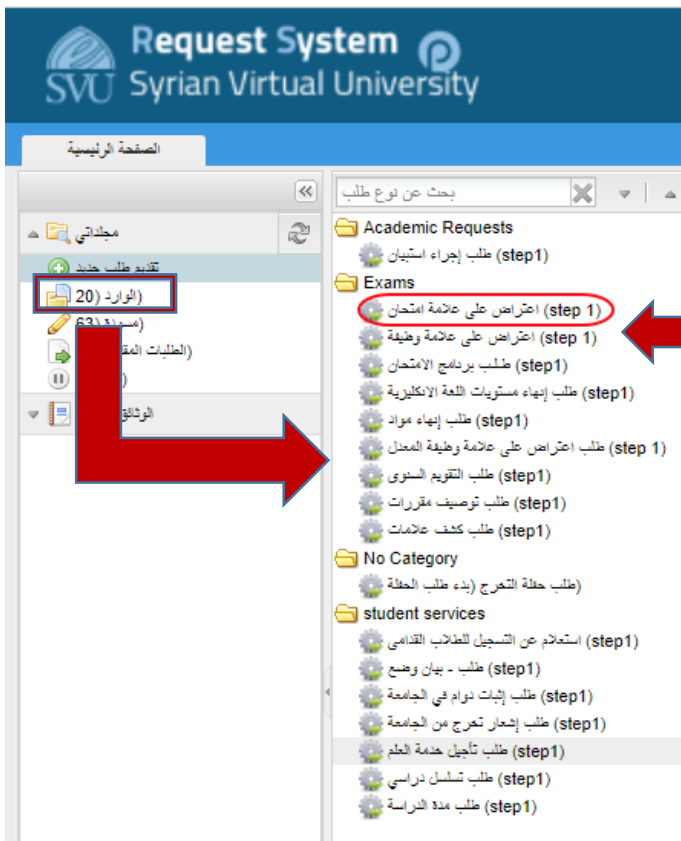 Request System
SVU Syrian Virtual University
الصفحة الرئيسية
مجلداتي
تقديم طلب جديد
(الوارد (20
(مسودة (63
(الطلبات
)
بحث عن نوع طلب
Academic Requests
(step1) طلب إجراء استبيان
Exams
(step 1) اعتراض على علامة امتحان
(step 1) اعتراض على علامة وظيفة
(step1) طلب برنامج الامتحان
(step1) طلب إنهاء مستويات اللغة الانكليزية
(step1) طلب إنهاء مواد
(step 1) طلب اعتراض على علامة وظيفة المعدل
(step1) طلب التقويم السنوي
(step1) طلب توصيف مقررات
(step1) طلب كشف علامات
No Category
(طلب حفلة التخرج (بدء طلب الحفلة
student services
(step1) استعلام عن التسجيل للطلاب القدامى
(step1) طلب - بيان وضع
(step1) طلب إثبات دوام في الجامعة
(step1) طلب إشعار تخرج من الجامعة
(step1) طلب تأجيل خدمة العلم
(step1) طلب تسلسل دراسي
(step1) طلب مدة الدراسة